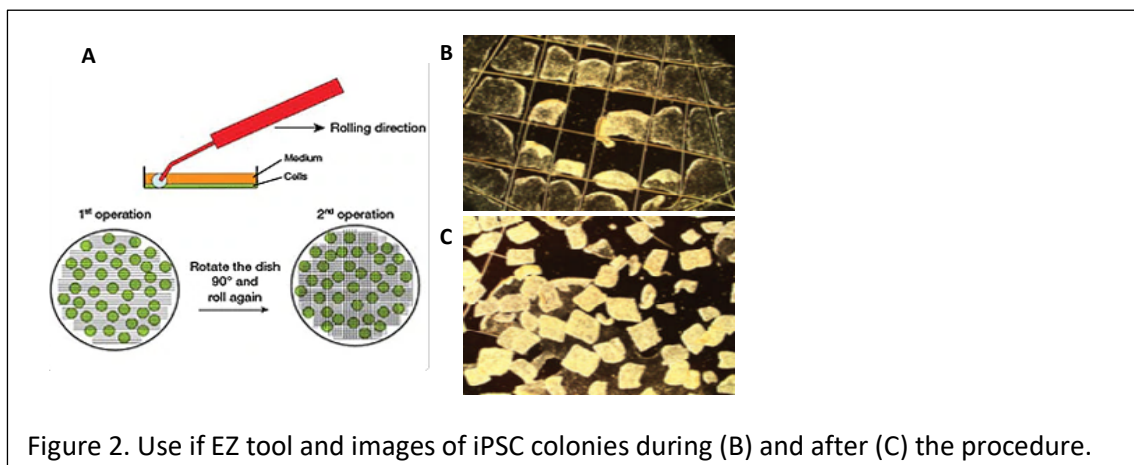 A
Rolling direction
Medium
Cells
1st operation
2nd operation
Rotate the dish
90° and
roll again
B
C
Figure 2. Use if EZ tool and images of iPSC colonies during (B) and after (C) the procedure.